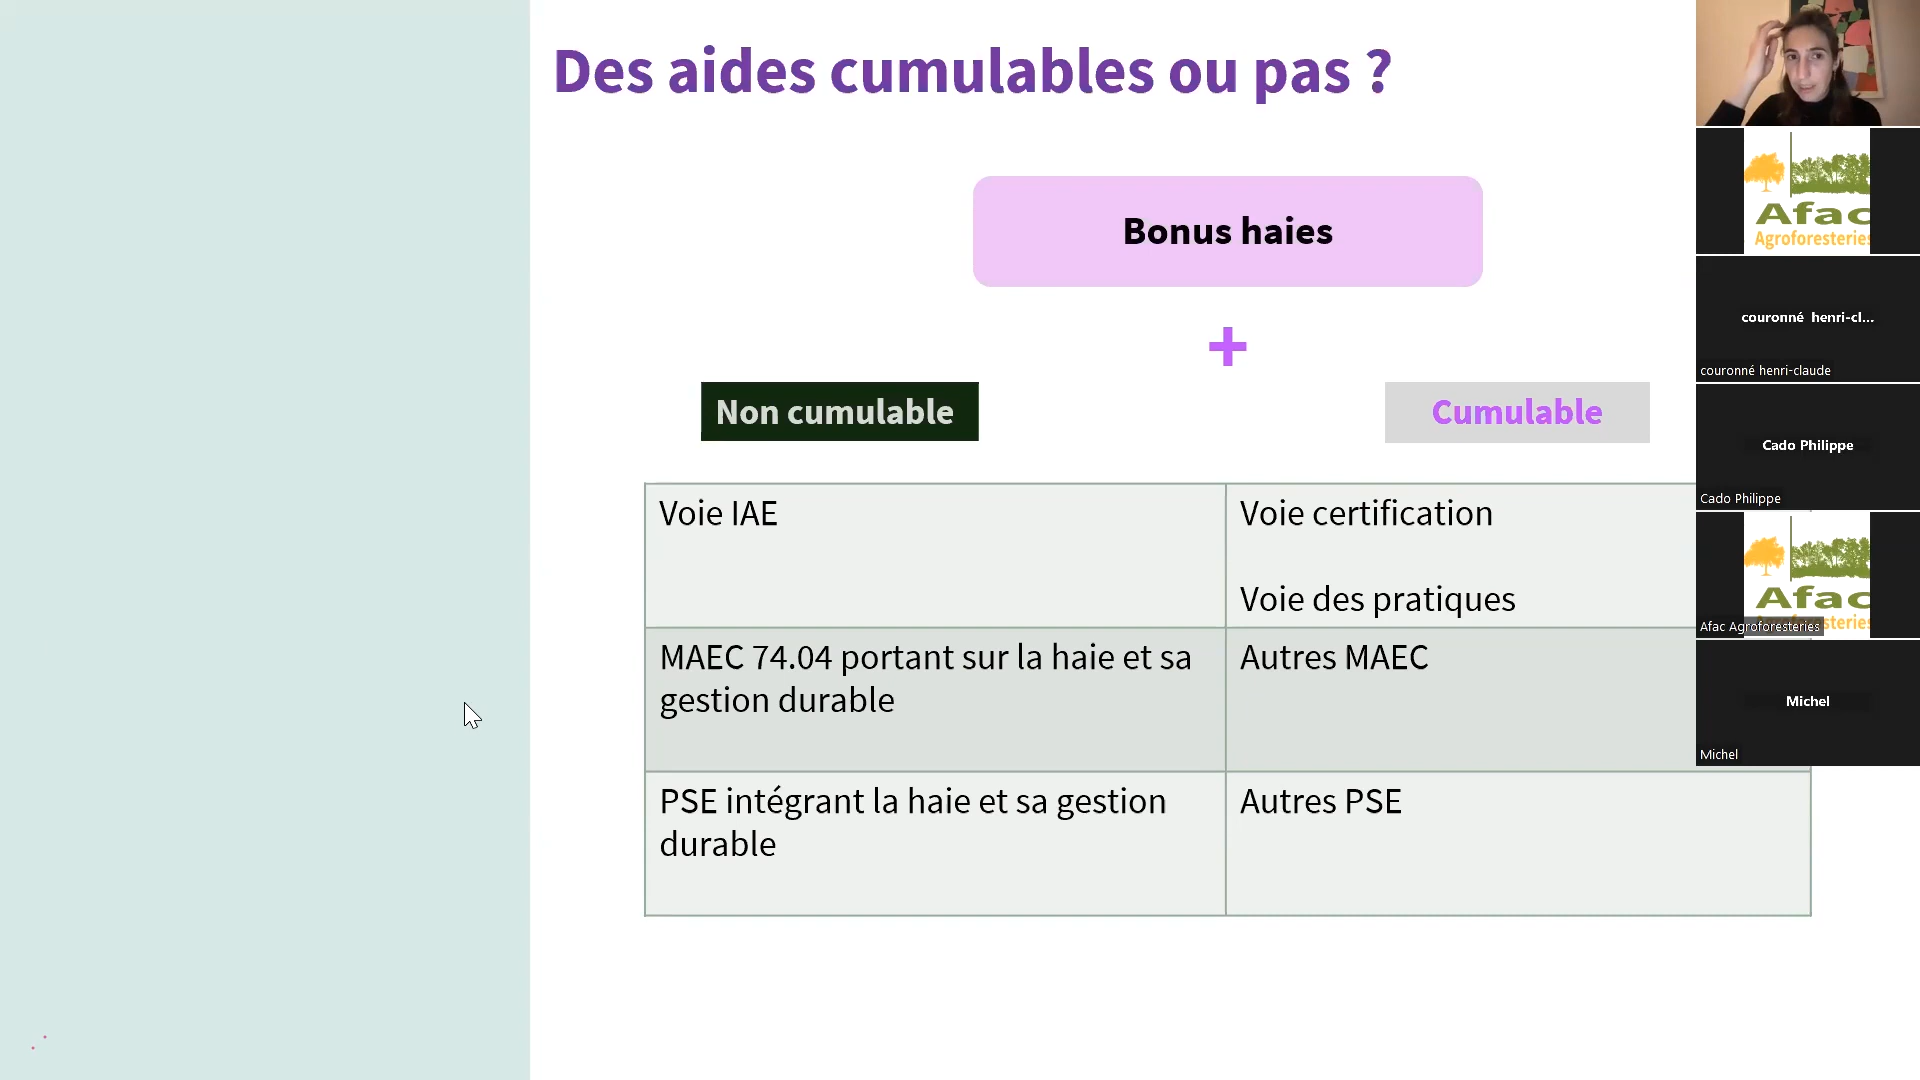 Des aides cumulables ou pas ?
Bonus haies
+
Non cumulable
Cumulable
Voie IAE
Voie certification
Voie des pratiques
MAEC 74.04 portant sur la haie et sa
gestion durable
Autres MAEC
PSE intégrant la haie et sa gestion
durable
Autres PSE
Afac
Agroforesteries
couronné henri-cl...
couronné henri-claude
Cado Philippe
Cado Philippe
Afac
Afac Agroforesteries
Michel
Michel